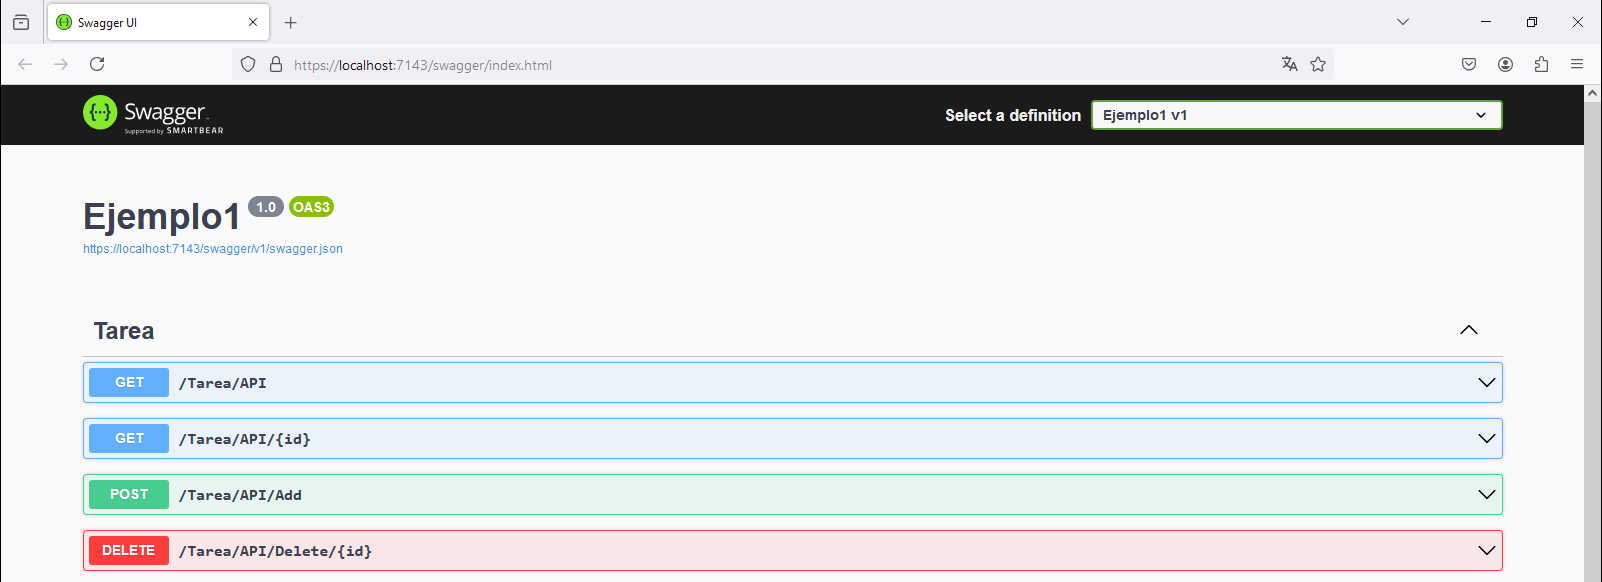 Swagger UI
https://localhost:7143/swagger/index.html
Swagger.
Supported by SMARTBEAR
Select a definition
Ejemplo1 v1
Ejemplo1 1.0 OAS3
https://localhost:7143/swagger/v1/swagger.json
Tarea
GET /Tarea/API
GET /Tarea/API/{id}
POST /Tarea/API/Add
DELETE /Tarea/API/Delete/{id}